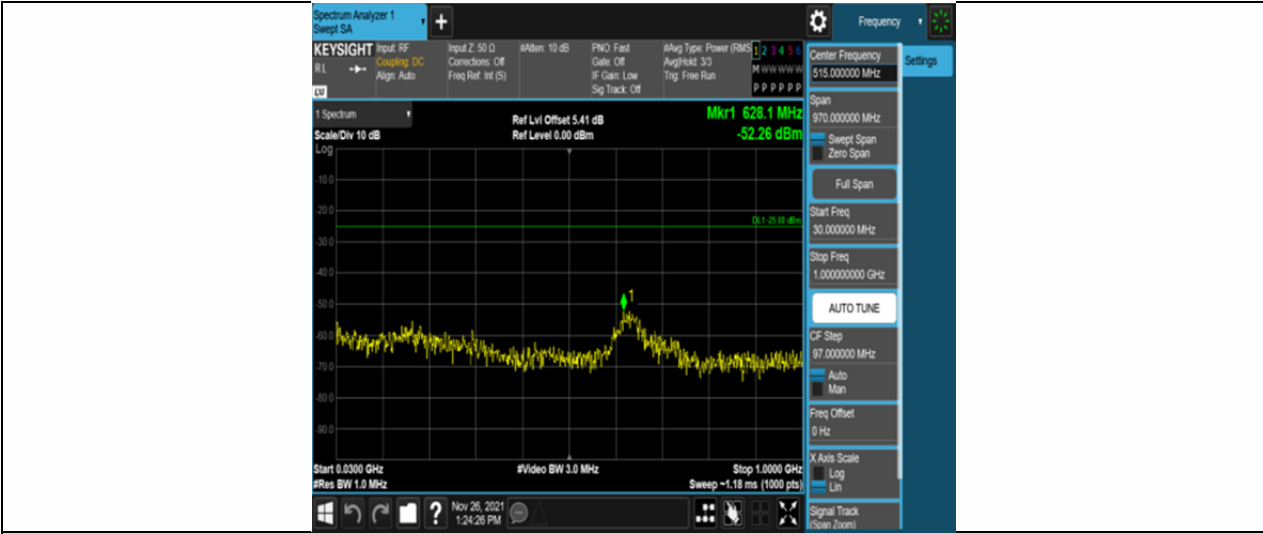 Spectrum Analyzer 1
Swept SA
+
Frequency
KEYSIGHT
RL
LV
Input: RF
Coupling: DC
Align: Auto
Input Z: 50 Ω
Corrections: Off
Freq Ref: Int (S)
#Atten: 10 dB
PNO: Fast
Gate: Off
IF Gain: Low
Sig Track: Off
#Avg Type: Power (RMS
Avg|Hold: 3/3
Trig: Free Run
1 2 3 4 5 6
M W W W W W
P P P P P P
Center Frequency
515.000000 MHz
Settings
Span
970.000000 MHz
Swept Span
Zero Span
Full Span
Start Freq
30.000000 MHz
Stop Freq
1.000000000 GHz
AUTO TUNE
CF Step
97.000000 MHz
Auto
Man
Freq Offset
0 Hz
X Axis Scale
Log
Lin
Signal Track
(Span Zoom)
1 Spectrum
Scale/Div 10 dB
Log
Ref Lvl Offset 5.41 dB
Ref Level 0.00 dBm
Mkr1 628.1 MHz
-52.26 dBm
-10.0
-20.0
DL1 -25.00 dBm
-30.0
-40.0
1
-50.0
-60.0
-70.0
-80.0
-90.0
Start 0.0300 GHz
#Res BW 1.0 MHz
#Video BW 3.0 MHz
Stop 1.0000 GHz
Sweep ~1.18 ms (1000 pts)
?
Nov 26, 2021
1:24:26 PM